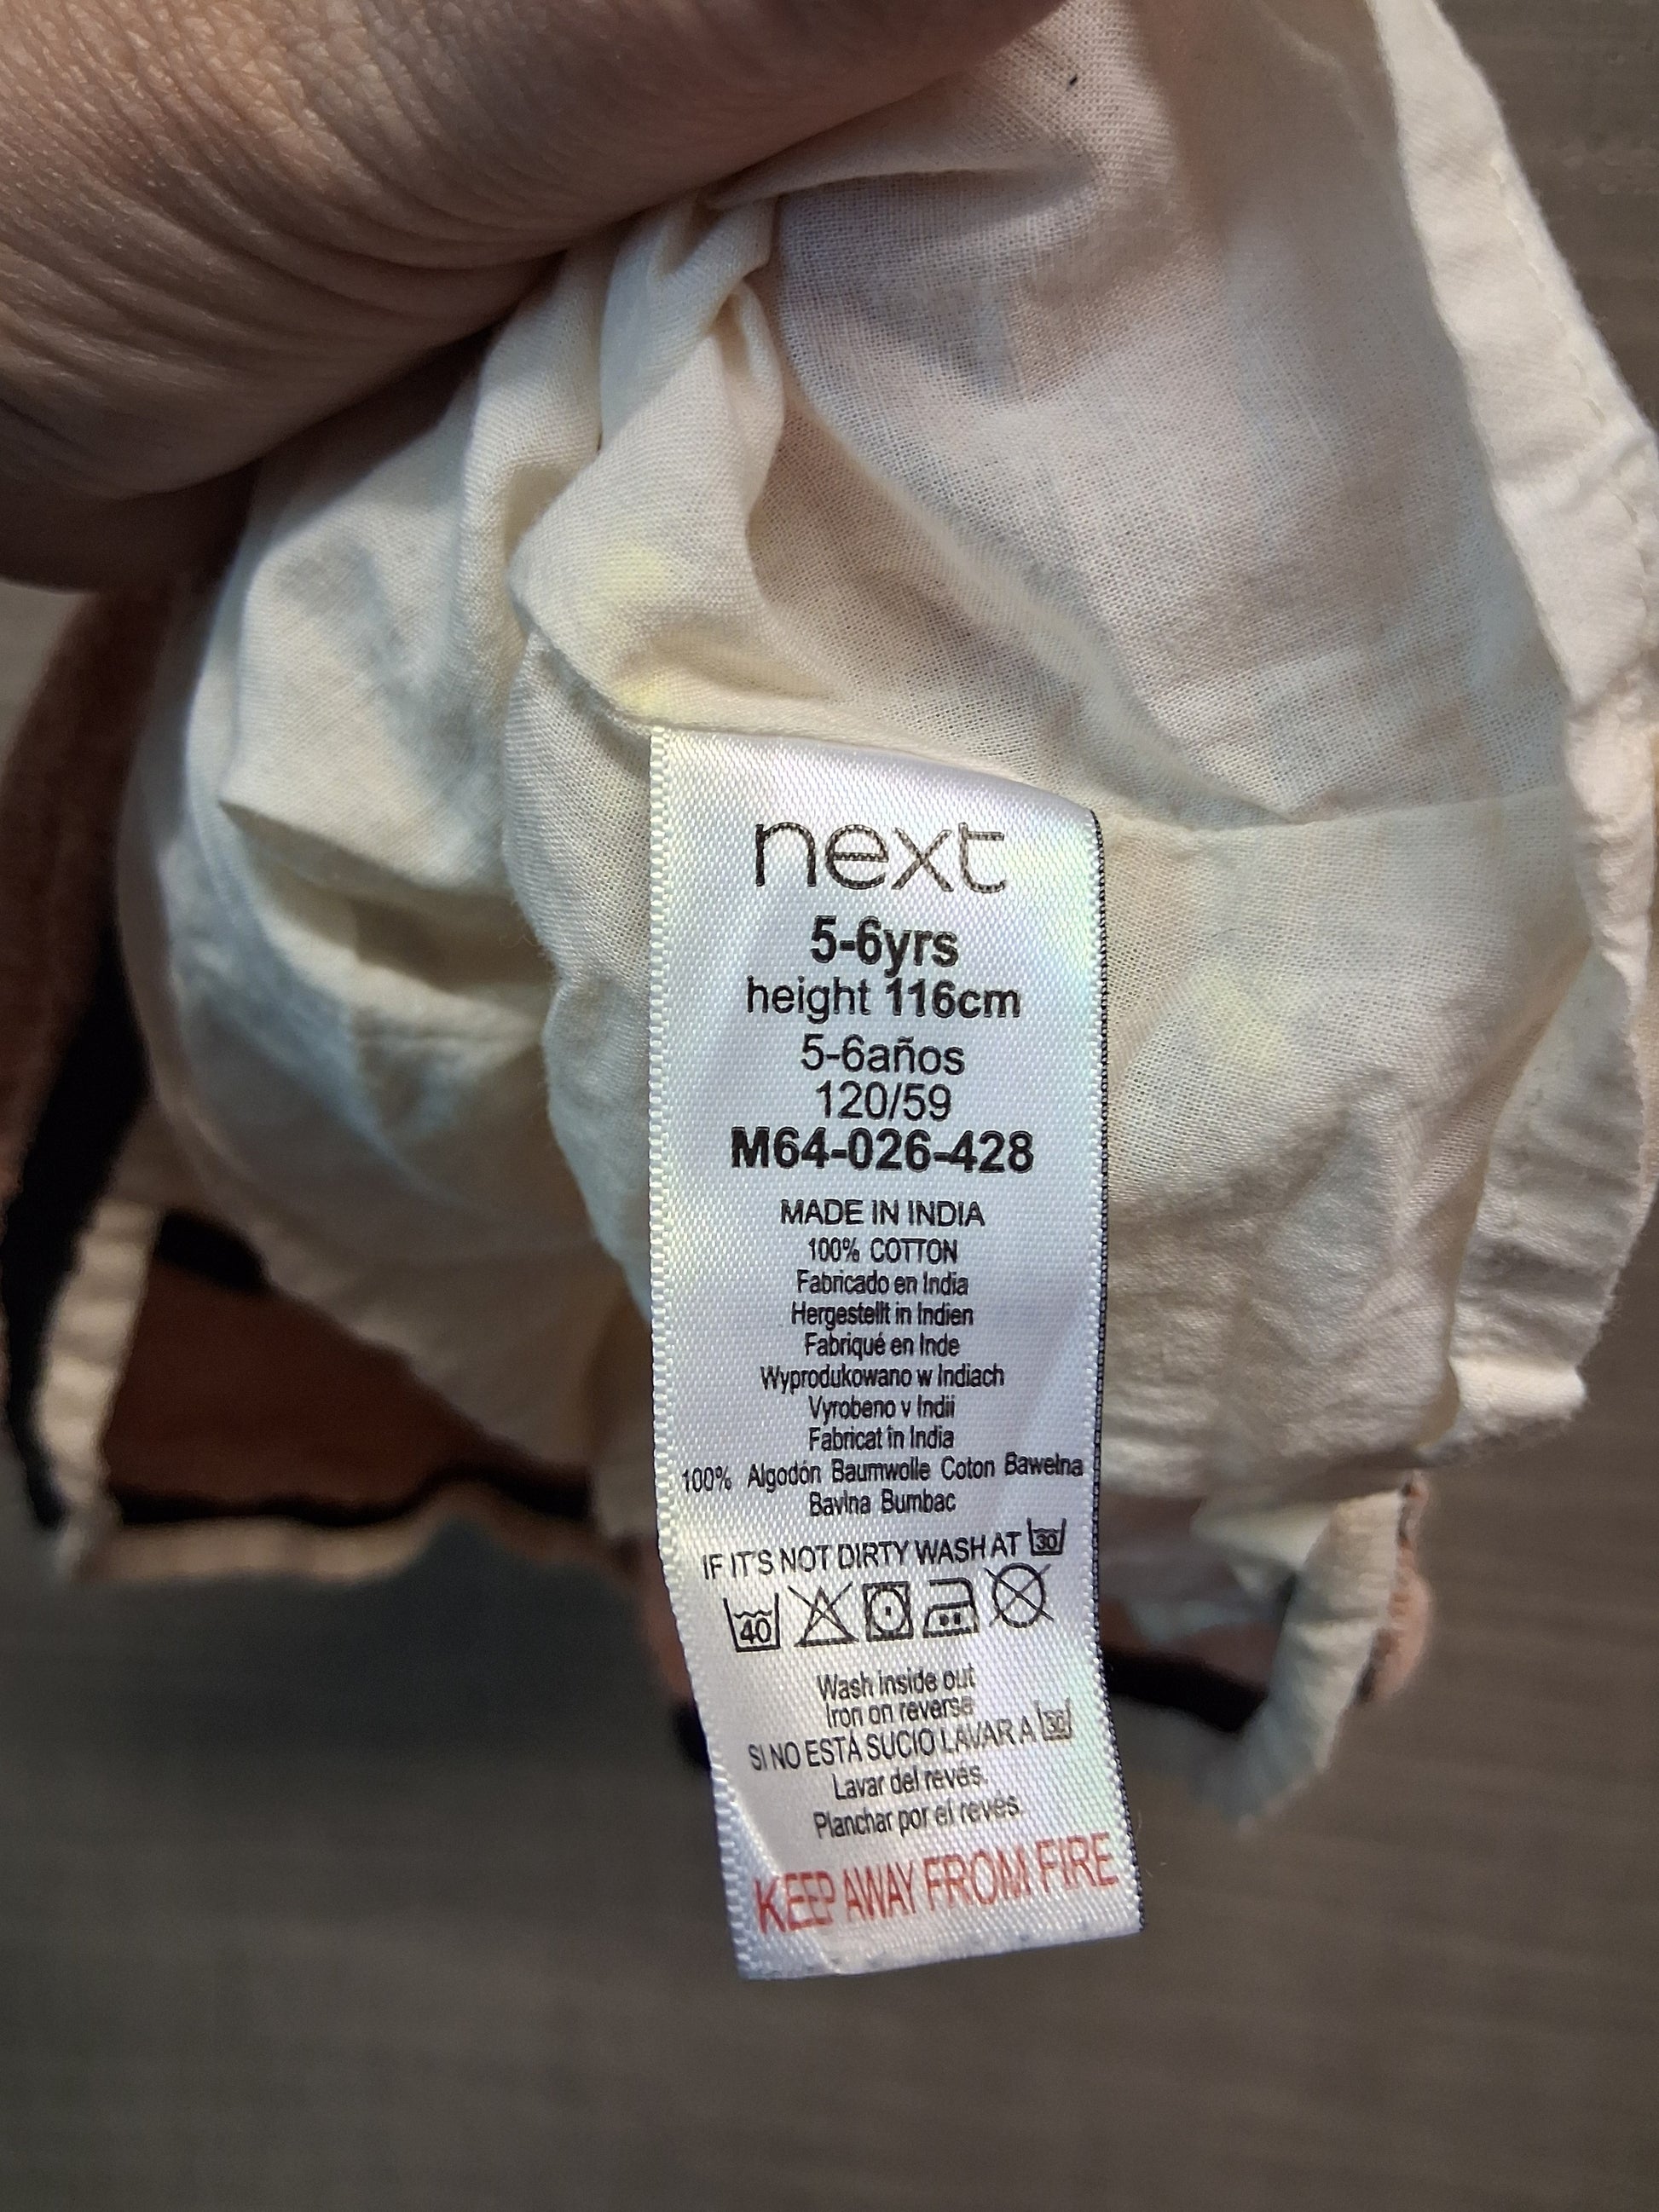 next
5-6yrs
height 116cm
5-6años
120/59
M64-026-428
MADE IN INDIA
100% COTTON
Fabricado en India
Hergestellt in Indien
Fabriqué en Inde
Wyprodukowano w Indiach
Vyrobeno v Indii
Fabricat in India
100% Algodón Baumwolle Coton Bawełna
Bavlna Bumbac
IF IT'S NOT DIRTY WASH AT 30
40
Wash inside out
Iron on reverse
SI NO ESTÁ SUCIO LAVAR A 30
Lavar del revés.
Planchar por el revés.
KEEP AWAY FROM FIRE